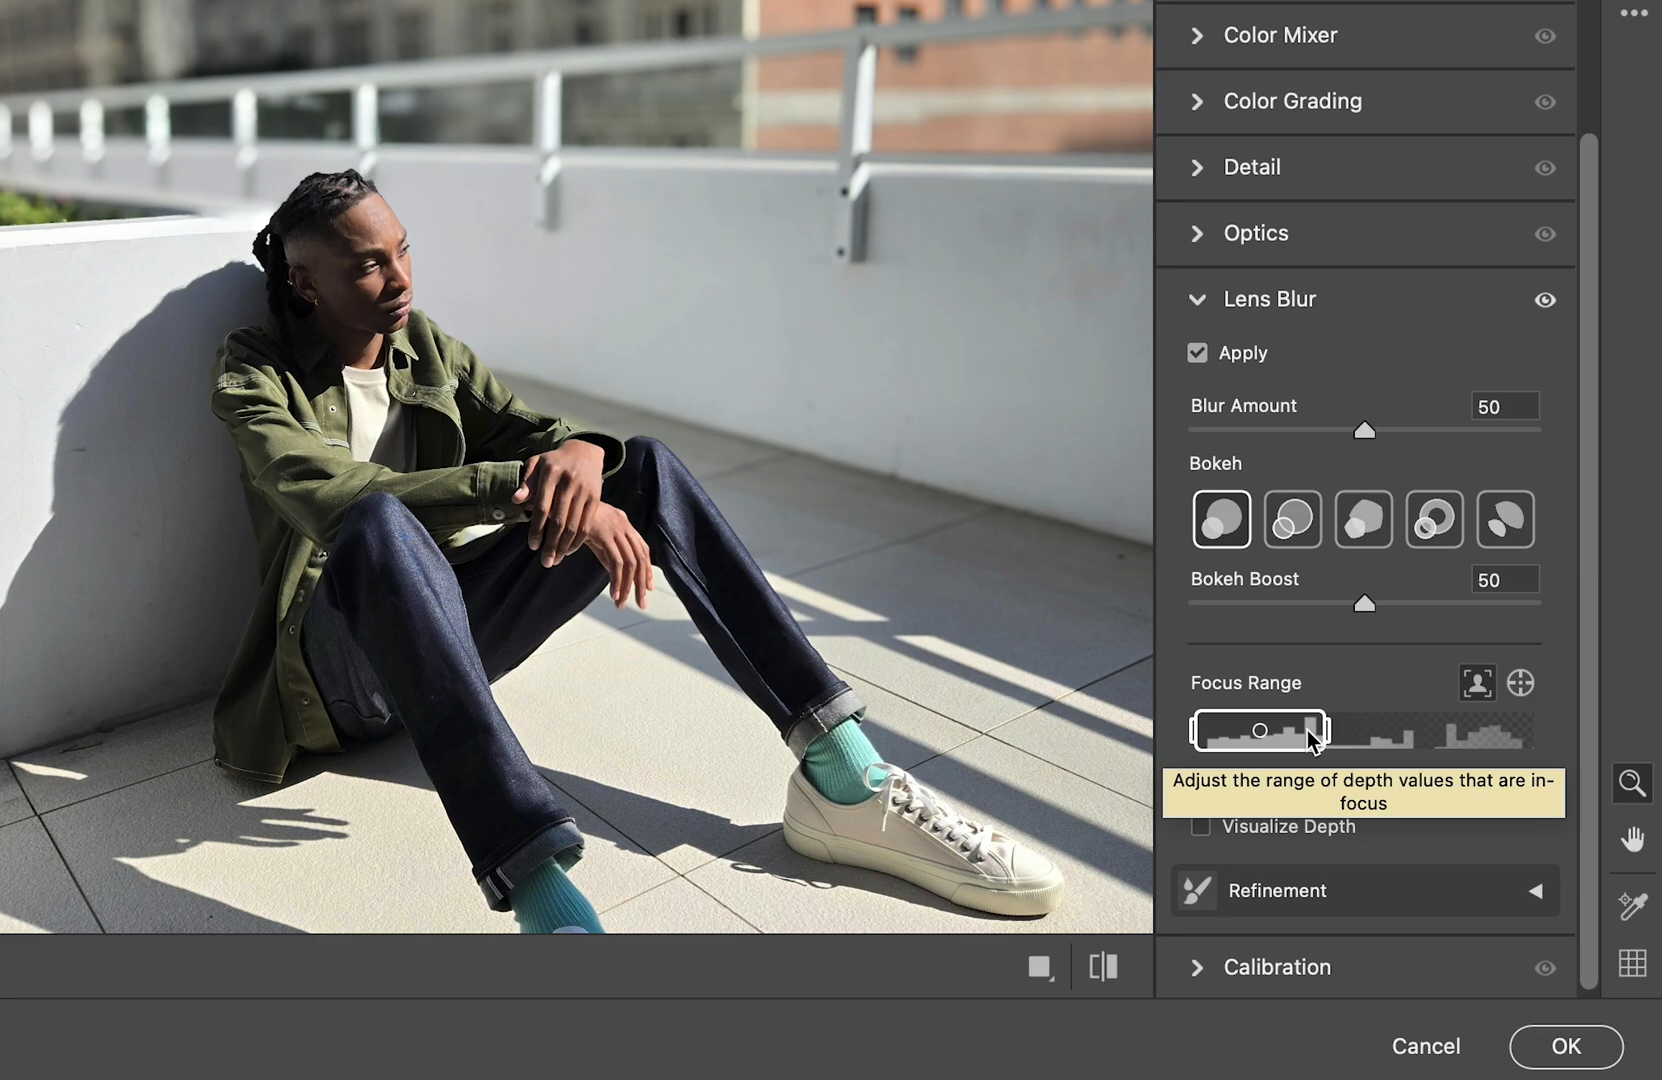 Color Mixer
Color Grading
Detail
Optics
Lens Blur
Apply
Blur Amount 50
Bokeh
Bokeh Boost 50
Focus Range
Adjust the range of depth values that are in-
focus
Visualize Depth
Refinement
Calibration
Cancel OK